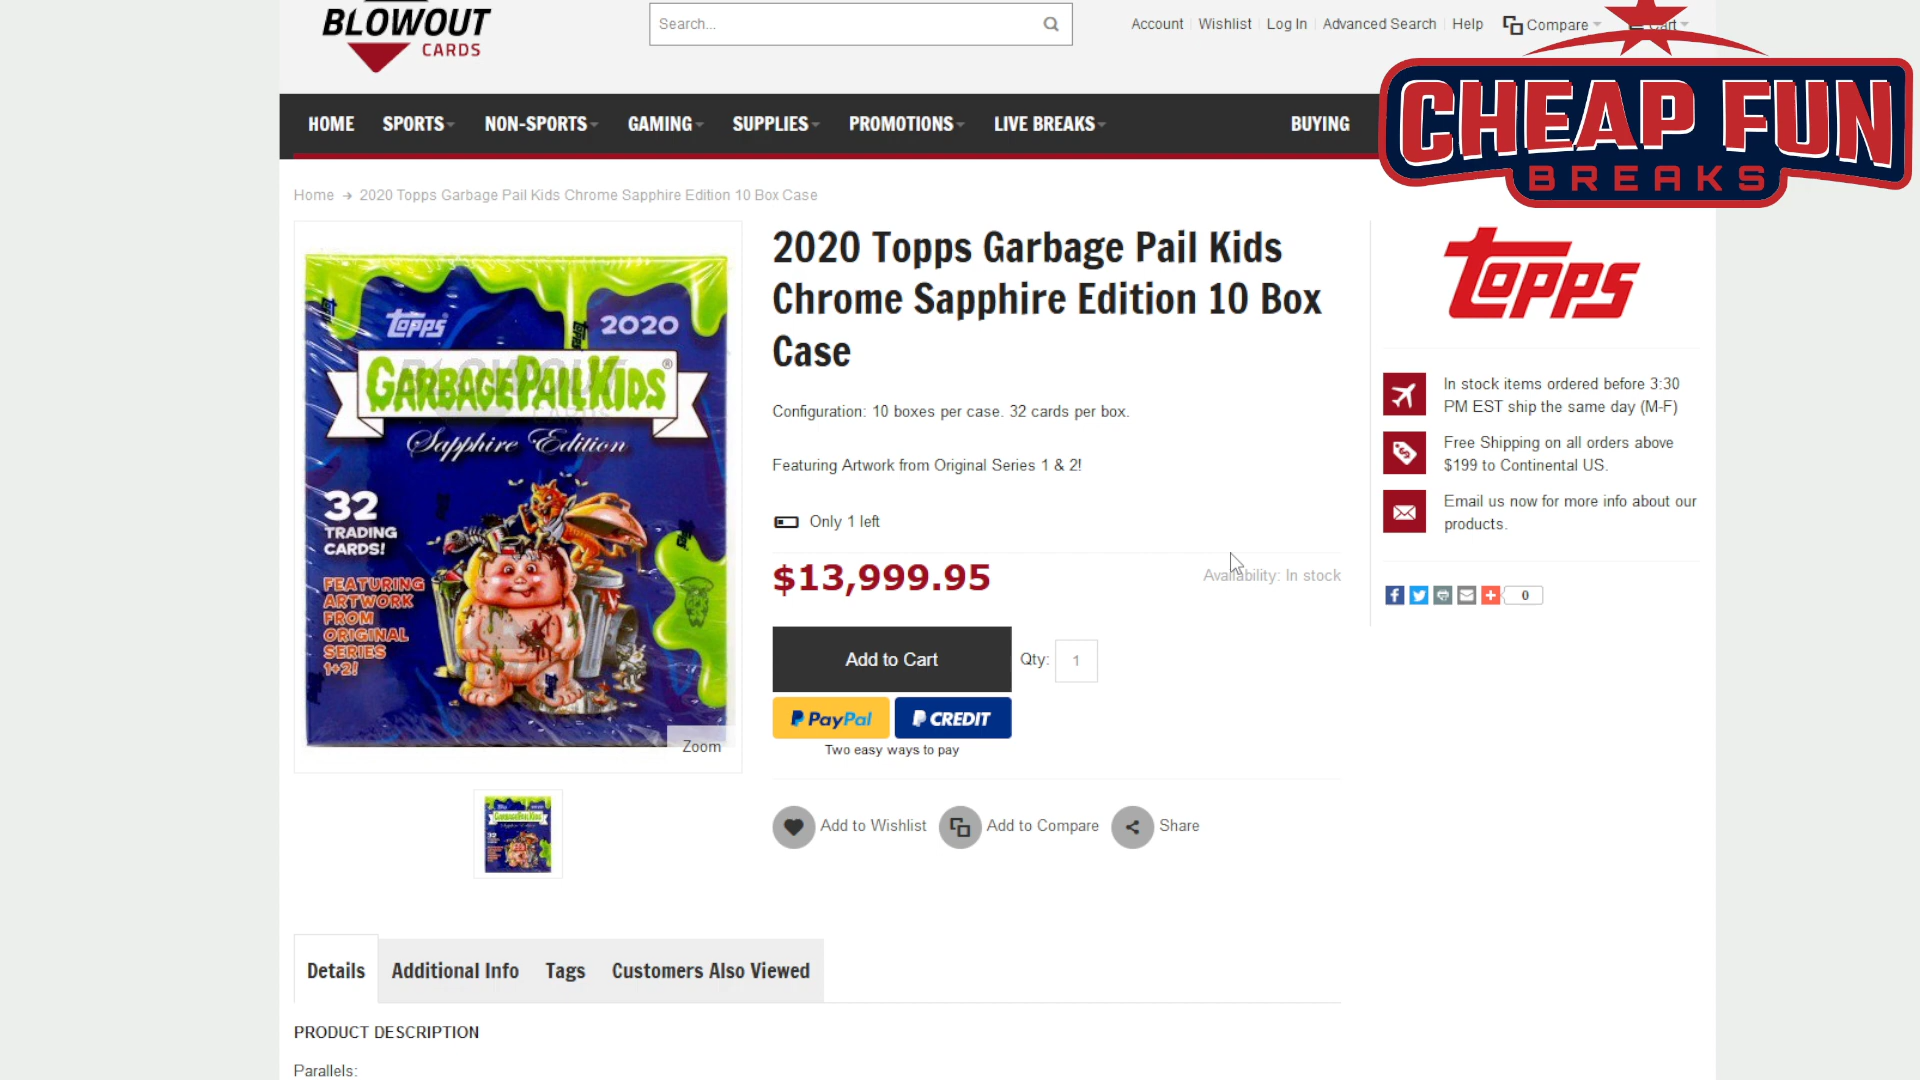 BLOWOUT
CARDS
Search...
Account
Wishlist
Log In
Advanced Search
Help
Compare
Cart
CHEAP FUN
BREAKS
HOME
SPORTS
NON-SPORTS
GAMING
SUPPLIES
PROMOTIONS
LIVE BREAKS
BUYING
Home → 2020 Topps Garbage Pail Kids Chrome Sapphire Edition 10 Box Case
Topps
2020
GARBAGE PAIL KIDS®
Sapphire Edition
32
TRADING
CARDS!
FEATURING
ARTWORK
FROM
ORIGINAL
SERIES
1+2!
Zoom
2020 Topps Garbage Pail Kids
Chrome Sapphire Edition 10 Box
Case
Configuration: 10 boxes per case. 32 cards per box.
Featuring Artwork from Original Series 1 & 2!
Only 1 left
$13,999.95
Availability: In stock
Add to Cart
Qty:
1
PayPal
CREDIT
Two easy ways to pay
Add to Wishlist
Add to Compare
Share
Topps
In stock items ordered before 3:30
PM EST ship the same day (M-F)
Free Shipping on all orders above
$199 to Continental US.
Email us now for more info about our
products.
0
Details
Additional Info
Tags
Customers Also Viewed
PRODUCT DESCRIPTION
Parallels: